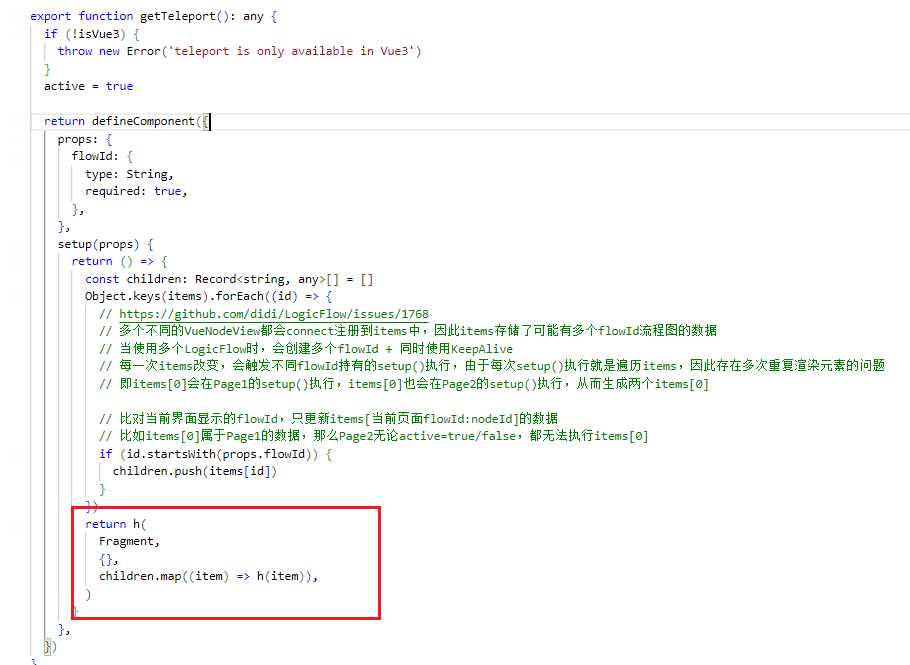 export function getTeleport(): any {
if (!isVue3) {
throw new Error('teleport is only available in Vue3')
}
active = true
return defineComponent({
props: {
flowId: {
type: String,
required: true,
},
},
setup(props) {
return () => {
const children: Record<string, any>[] = []
Object.keys(items).forEach((id) => {
// https://github.com/didi/LogicFlow/issues/1768
// 多个不同的VueNodeView都会connect注册到items中，因此items存储了可能有多个flowId流程图的数据
// 当使用多个LogicFlow时，会创建多个flowId + 同时使用KeepAlive
// 每一次items改变，会触发不同flowId持有的setup()执行，由于每次setup()执行就是遍历items，因此存在多次重复渲染元素的问题
// 即items[0]会在Page1的setup()执行，items[0]也会在Page2的setup()执行，从而生成两个items[0]
// 比对当前界面显示的flowId，只更新items[当前页面flowId:nodeId]的数据
// 比如items[0]属于Page1的数据，那么Page2无论active=true/false，都无法执行items[0]
if (id.startsWith(props.flowId)) {
children.push(items[id])
}
})
return h(
Fragment,
{},
children.map((item) => h(item)),
)
}
},
})
}